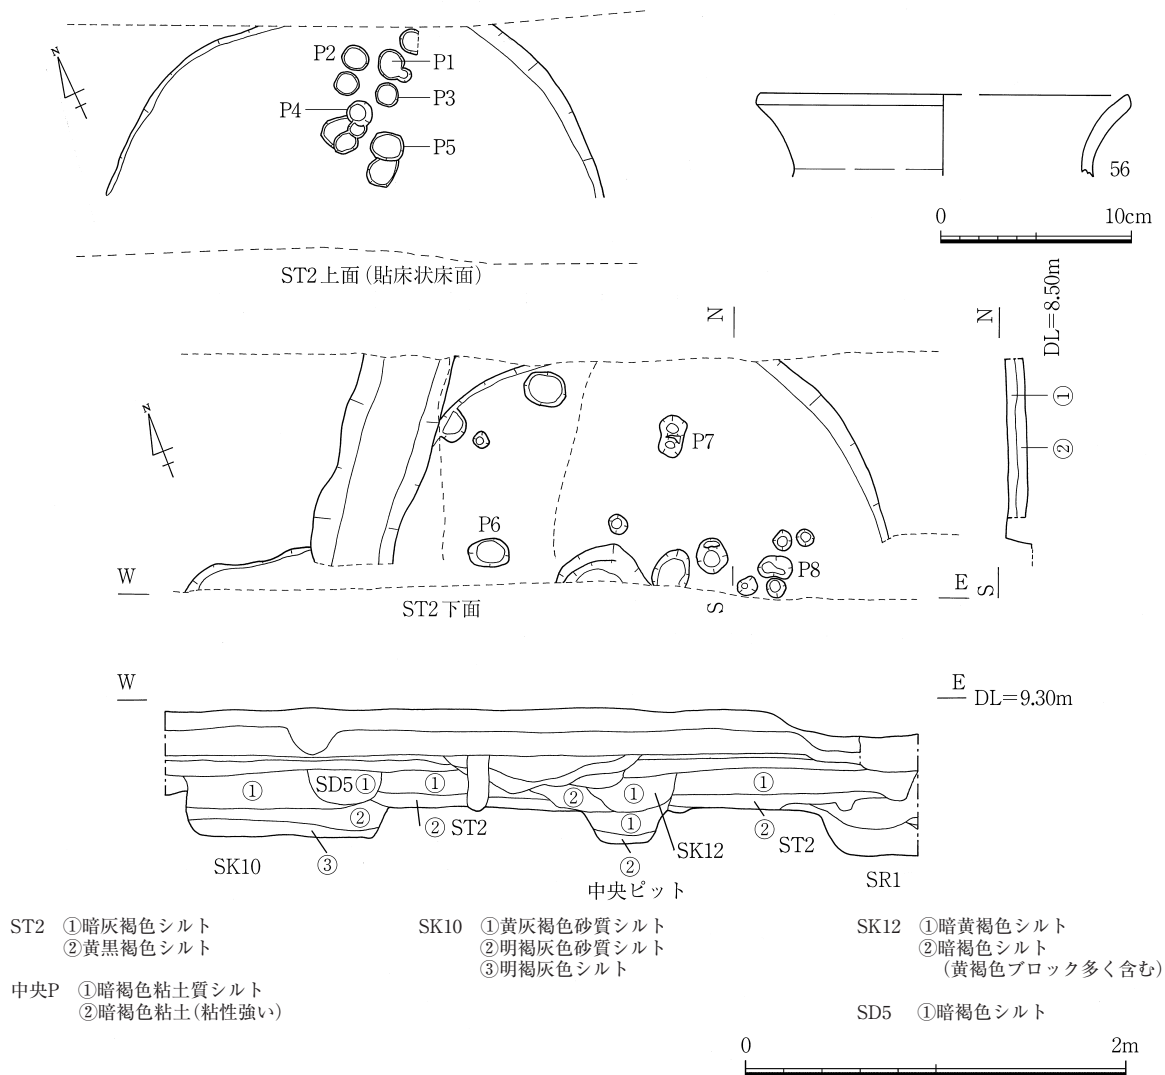 N
P2
P1
P3
P4
P5
56
0 10cm
ST2上面（貼床状床面）
N
N
DL=8.50m
①
②
N
P7
P6
P8
W
E
S
S
ST2下面
W
E
DL=9.30m
① SD5① ① ② ① ①
② ② ST2 ① ② ST2
③ ② SK12
SK10
中央ピット
SR1
ST2 ①暗灰褐色シルト
②黄黒褐色シルト
中央P ①暗褐色粘土質シルト
②暗褐色粘土（粘性強い）
SK10 ①黄灰褐色砂質シルト
②明褐灰色砂質シルト
③明褐灰色シルト
SK12 ①暗黄褐色シルト
②暗褐色シルト
（黄褐色ブロック多く含む）
SD5 ①暗褐色シルト
0 2m